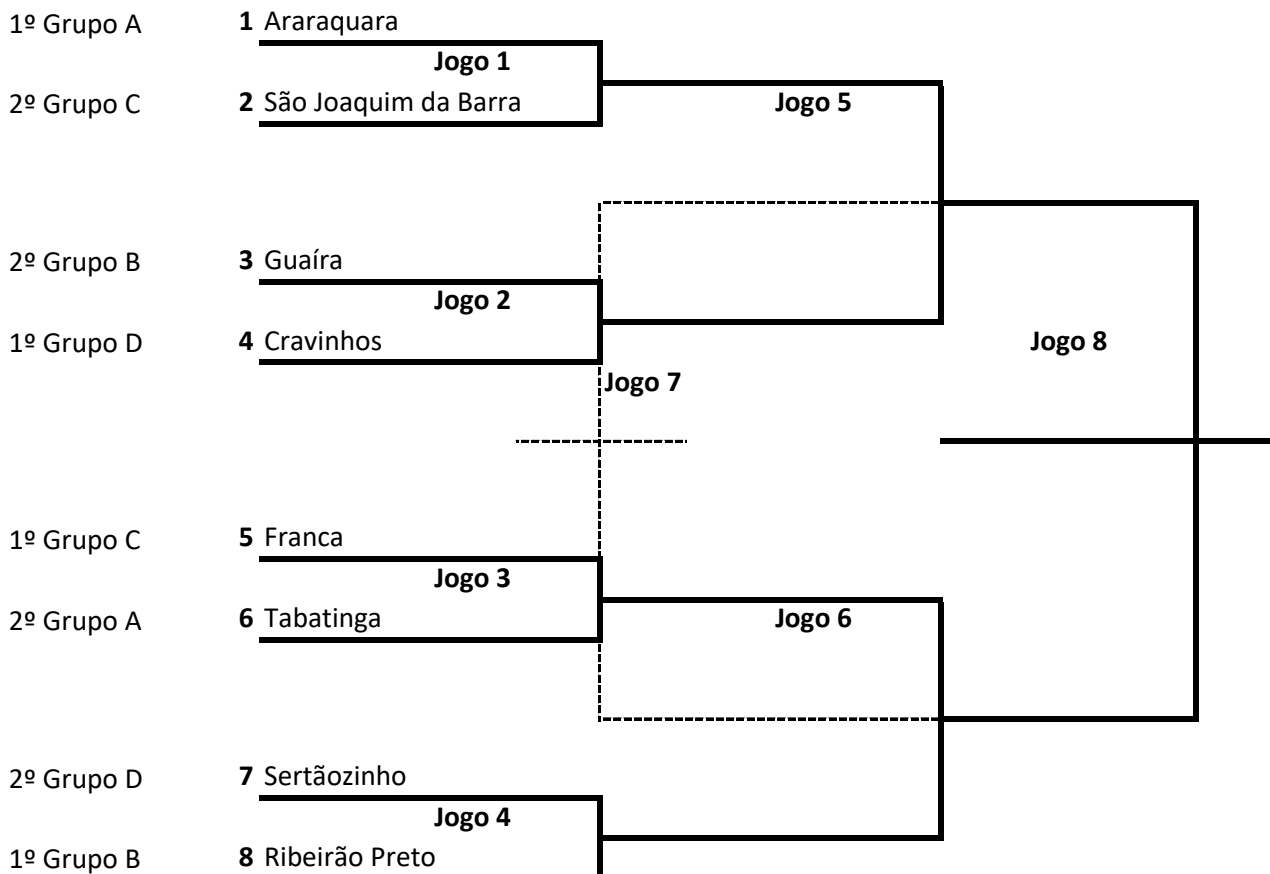 1º Grupo A 1 Araraquara
Jogo 1
2º Grupo C 2 São Joaquim da Barra Jogo 5
2º Grupo B 3 Guaíra
Jogo 2
1º Grupo D 4 Cravinhos Jogo 8
Jogo 7
1º Grupo C 5 Franca
Jogo 3
2º Grupo A 6 Tabatinga Jogo 6
2º Grupo D 7 Sertãozinho
Jogo 4
1º Grupo B 8 Ribeirão Preto